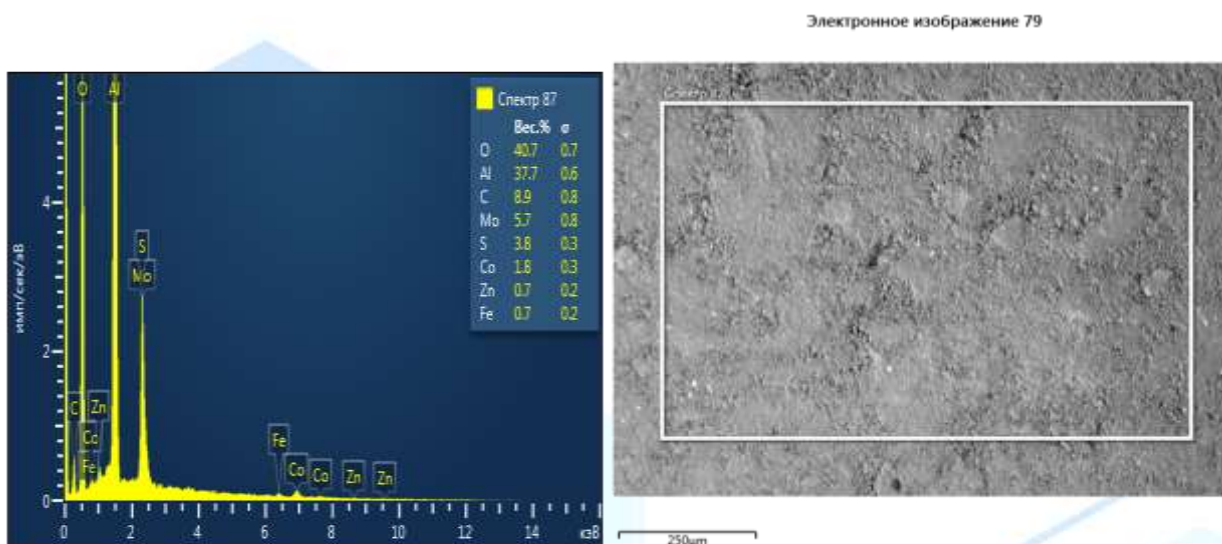 Электронное изображение 79
O
Al
Спектр 87
Вес.% σ
O 40.7 0.7
Al 37.7 0.6
C 8.9 0.8
Mo 5.7 0.8
S 3.8 0.3
Co 1.8 0.3
Zn 0.7 0.2
Fe 0.7 0.2
4
2
0
имп/сек/эВ
S
Mo
C
Zn
Co
Fe
Fe
Co
Co
Zn
Zn
0 2 4 6 8 10 12 14 кэВ
250µm